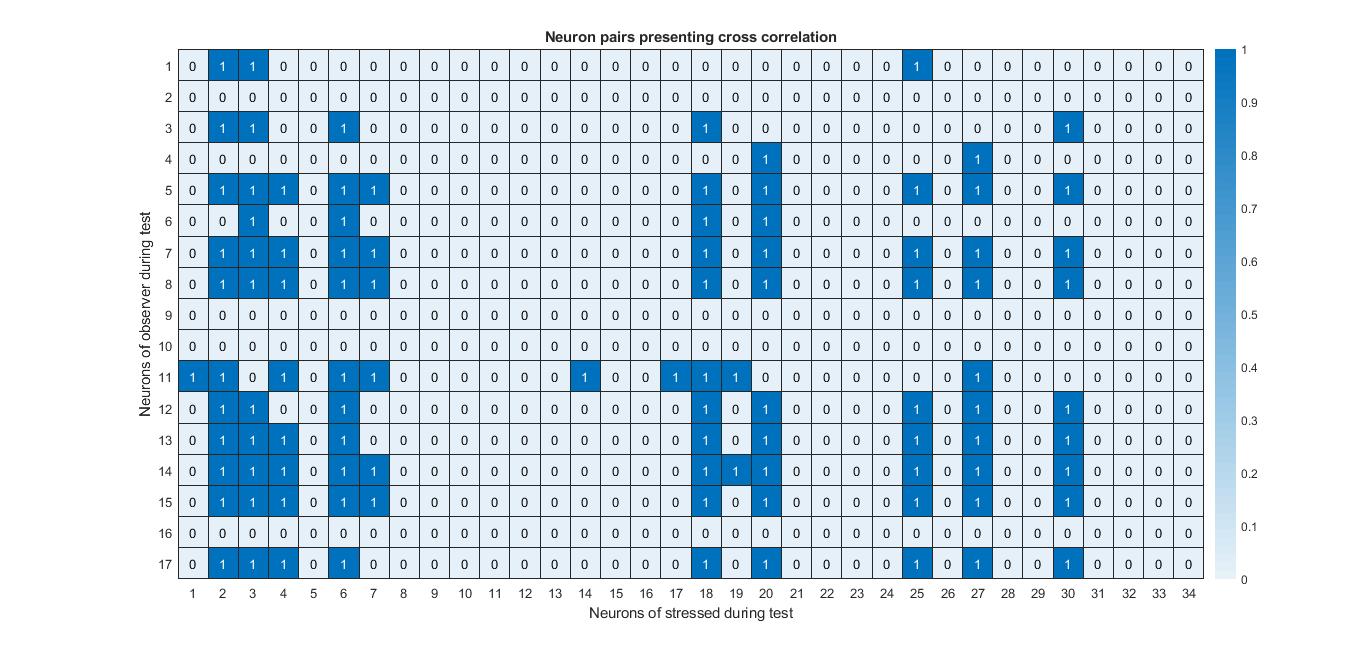 Neuron pairs presenting cross correlation
Neurons of observer during test
1 0 1 1 0 0 0 0 0 0 0 0 0 0 0 0 0 0 0 0 0 0 0 0 0 1 0 0 0 0 0 0 0 0 0
2 0 0 0 0 0 0 0 0 0 0 0 0 0 0 0 0 0 0 0 0 0 0 0 0 0 0 0 0 0 0 0 0 0 0
3 0 1 1 0 0 1 0 0 0 0 0 0 0 0 0 0 0 1 0 0 0 0 0 0 0 0 0 0 0 1 0 0 0 0
4 0 0 0 0 0 0 0 0 0 0 0 0 0 0 0 0 0 0 0 1 0 0 0 0 0 0 1 0 0 0 0 0 0 0
5 0 1 1 1 0 1 1 0 0 0 0 0 0 0 0 0 0 1 0 1 0 0 0 0 1 0 1 0 0 1 0 0 0 0
6 0 0 1 0 0 1 0 0 0 0 0 0 0 0 0 0 0 1 0 1 0 0 0 0 0 0 0 0 0 0 0 0 0 0
7 0 1 1 1 0 1 1 0 0 0 0 0 0 0 0 0 0 1 0 1 0 0 0 0 1 0 1 0 0 1 0 0 0 0
8 0 1 1 1 0 1 1 0 0 0 0 0 0 0 0 0 0 1 0 1 0 0 0 0 1 0 1 0 0 1 0 0 0 0
9 0 0 0 0 0 0 0 0 0 0 0 0 0 0 0 0 0 0 0 0 0 0 0 0 0 0 0 0 0 0 0 0 0 0
10 0 0 0 0 0 0 0 0 0 0 0 0 0 0 0 0 0 0 0 0 0 0 0 0 0 0 0 0 0 0 0 0 0 0
11 1 1 0 1 0 1 1 0 0 0 0 0 0 1 0 0 1 1 1 0 0 0 0 0 0 0 1 0 0 0 0 0 0 0
12 0 1 1 0 0 1 0 0 0 0 0 0 0 0 0 0 0 1 0 1 0 0 0 0 1 0 1 0 0 1 0 0 0 0
13 0 1 1 1 0 1 0 0 0 0 0 0 0 0 0 0 0 1 0 1 0 0 0 0 1 0 1 0 0 1 0 0 0 0
14 0 1 1 1 0 1 1 0 0 0 0 0 0 0 0 0 0 1 1 1 0 0 0 0 1 0 1 0 0 1 0 0 0 0
15 0 1 1 1 0 1 1 0 0 0 0 0 0 0 0 0 0 1 0 1 0 0 0 0 1 0 1 0 0 1 0 0 0 0
16 0 0 0 0 0 0 0 0 0 0 0 0 0 0 0 0 0 0 0 0 0 0 0 0 0 0 0 0 0 0 0 0 0 0
17 0 1 1 1 0 1 0 0 0 0 0 0 0 0 0 0 0 1 0 1 0 0 0 0 1 0 1 0 0 1 0 0 0 0
1 2 3 4 5 6 7 8 9 10 11 12 13 14 15 16 17 18 19 20 21 22 23 24 25 26 27 28 29 30 31 32 33 34
Neurons of stressed during test
1
0.9
0.8
0.7
0.6
0.5
0.4
0.3
0.2
0.1
0